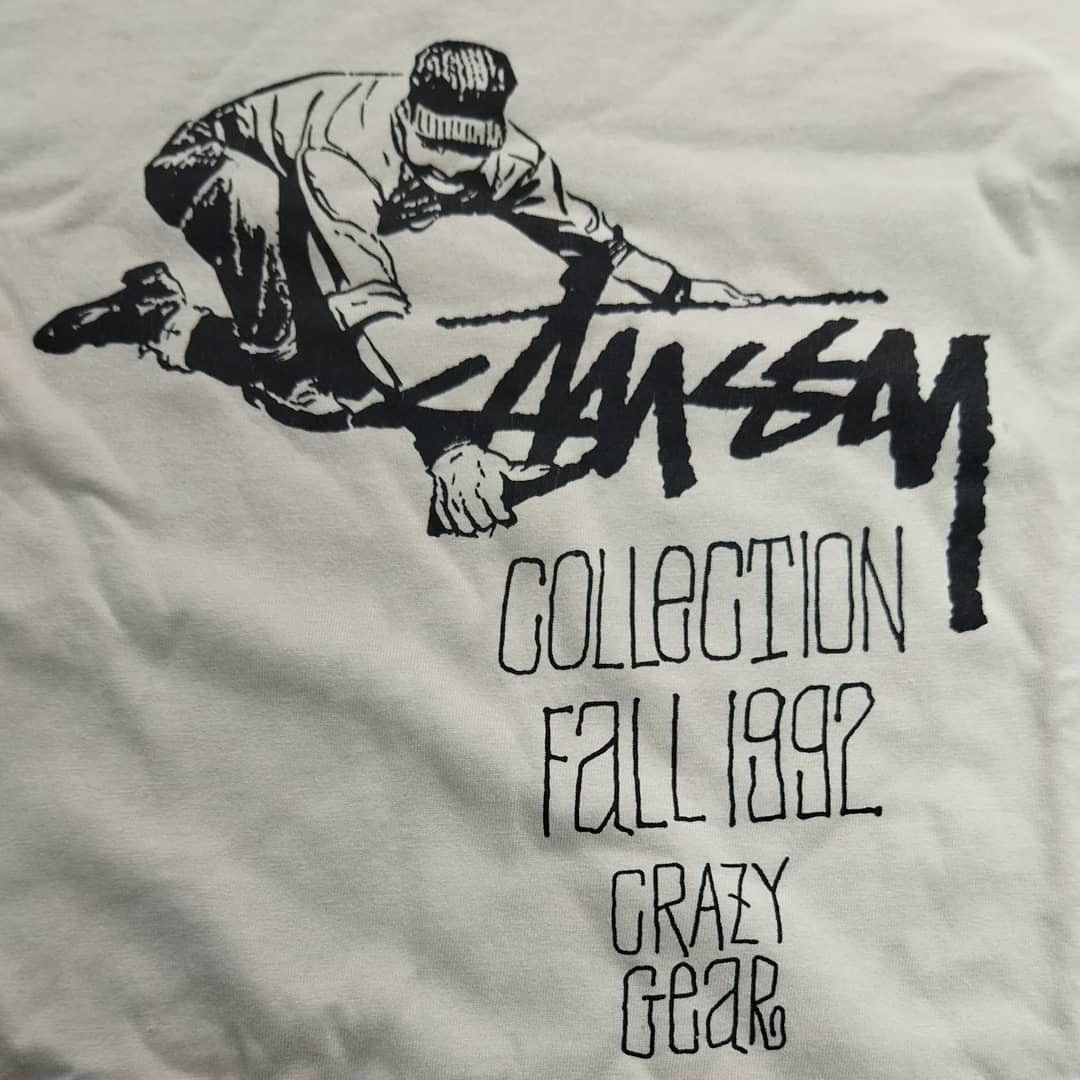 Stussy
COLLeCTION
Fall 1992
CRAZY
GeaR